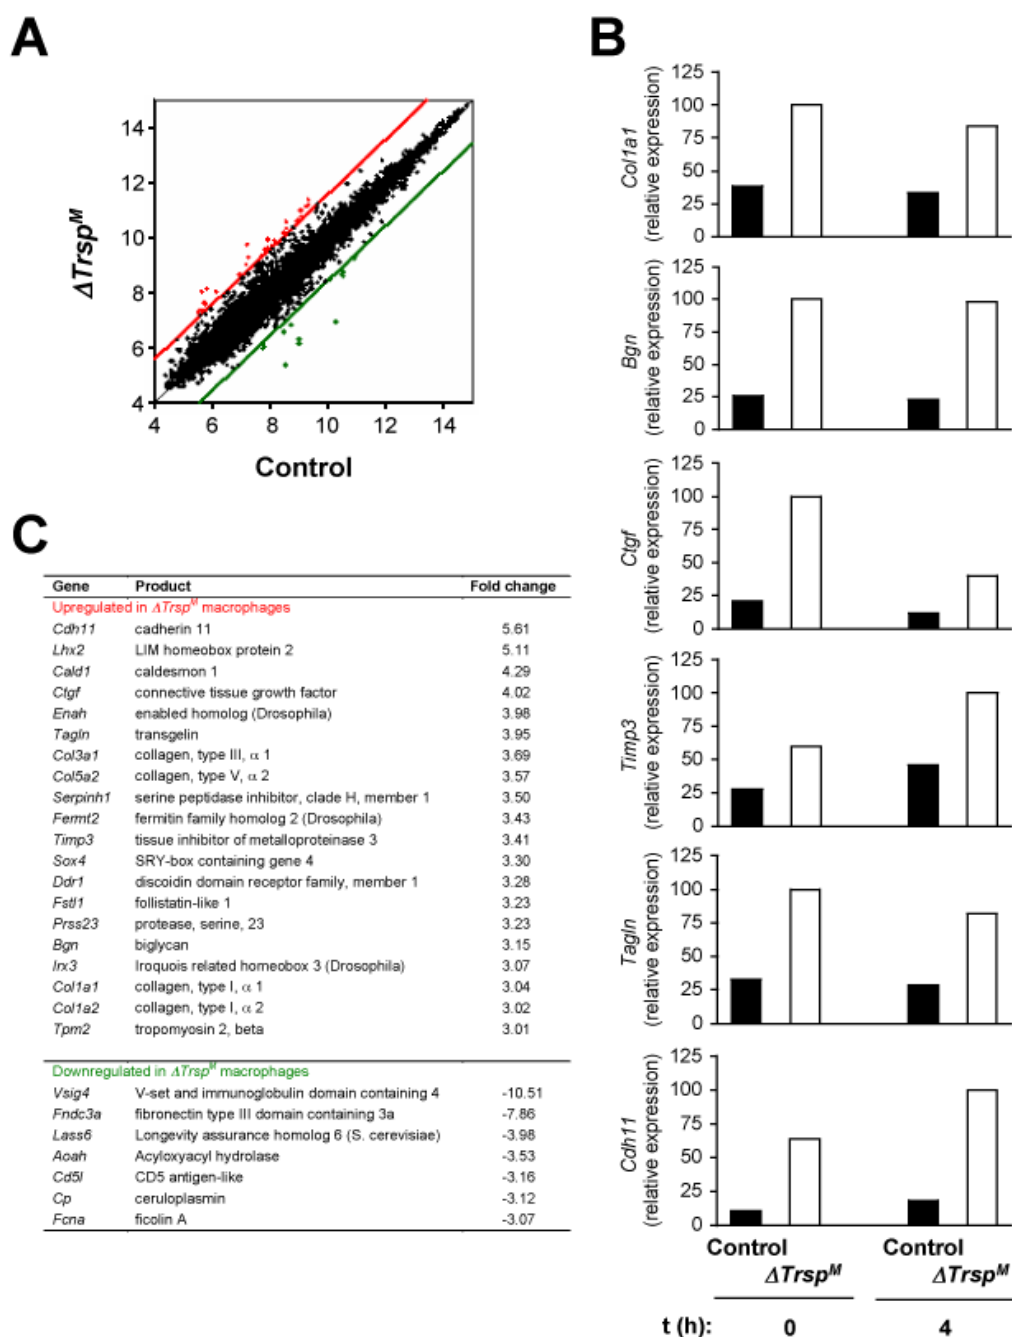 A
ΔTrspM
14
12
10
8
6
4
4 6 8 10 12 14
Control
B
Col1a1
(relative expression)
125
100
75
50
25
0
Bgn
(relative expression)
125
100
75
50
25
0
Ctgf
(relative expression)
125
100
75
50
25
0
Timp3
(relative expression)
125
100
75
50
25
0
Tagln
(relative expression)
125
100
75
50
25
0
Cdh11
(relative expression)
125
100
75
50
25
0
Control Control
ΔTrspM ΔTrspM
t (h): 0 4
C
Gene Product Fold change
Upregulated in ΔTrspM macrophages
Cdh11 cadherin 11 5.61
Lhx2 LIM homeobox protein 2 5.11
Cald1 caldesmon 1 4.29
Ctgf connective tissue growth factor 4.02
Enah enabled homolog (Drosophila) 3.98
Tagln transgelin 3.95
Col3a1 collagen, type III, α 1 3.69
Col5a2 collagen, type V, α 2 3.57
Serpinh1 serine peptidase inhibitor, clade H, member 1 3.50
Fermt2 fermitin family homolog 2 (Drosophila) 3.43
Timp3 tissue inhibitor of metalloproteinase 3 3.41
Sox4 SRY-box containing gene 4 3.30
Ddr1 discoidin domain receptor family, member 1 3.28
Fstl1 follistatin-like 1 3.23
Prss23 protease, serine, 23 3.23
Bgn biglycan 3.15
Irx3 Iroquois related homeobox 3 (Drosophila) 3.07
Col1a1 collagen, type I, α 1 3.04
Col1a2 collagen, type I, α 2 3.02
Tpm2 tropomyosin 2, beta 3.01
Downregulated in ΔTrspM macrophages
Vsig4 V-set and immunoglobulin domain containing 4 -10.51
Fndc3a fibronectin type III domain containing 3a -7.86
Lass6 Longevity assurance homolog 6 (S. cerevisiae) -3.98
Aoah Acyloxyacyl hydrolase -3.53
Cd5l CD5 antigen-like -3.16
Cp ceruloplasmin -3.12
Fcna ficolin A -3.07